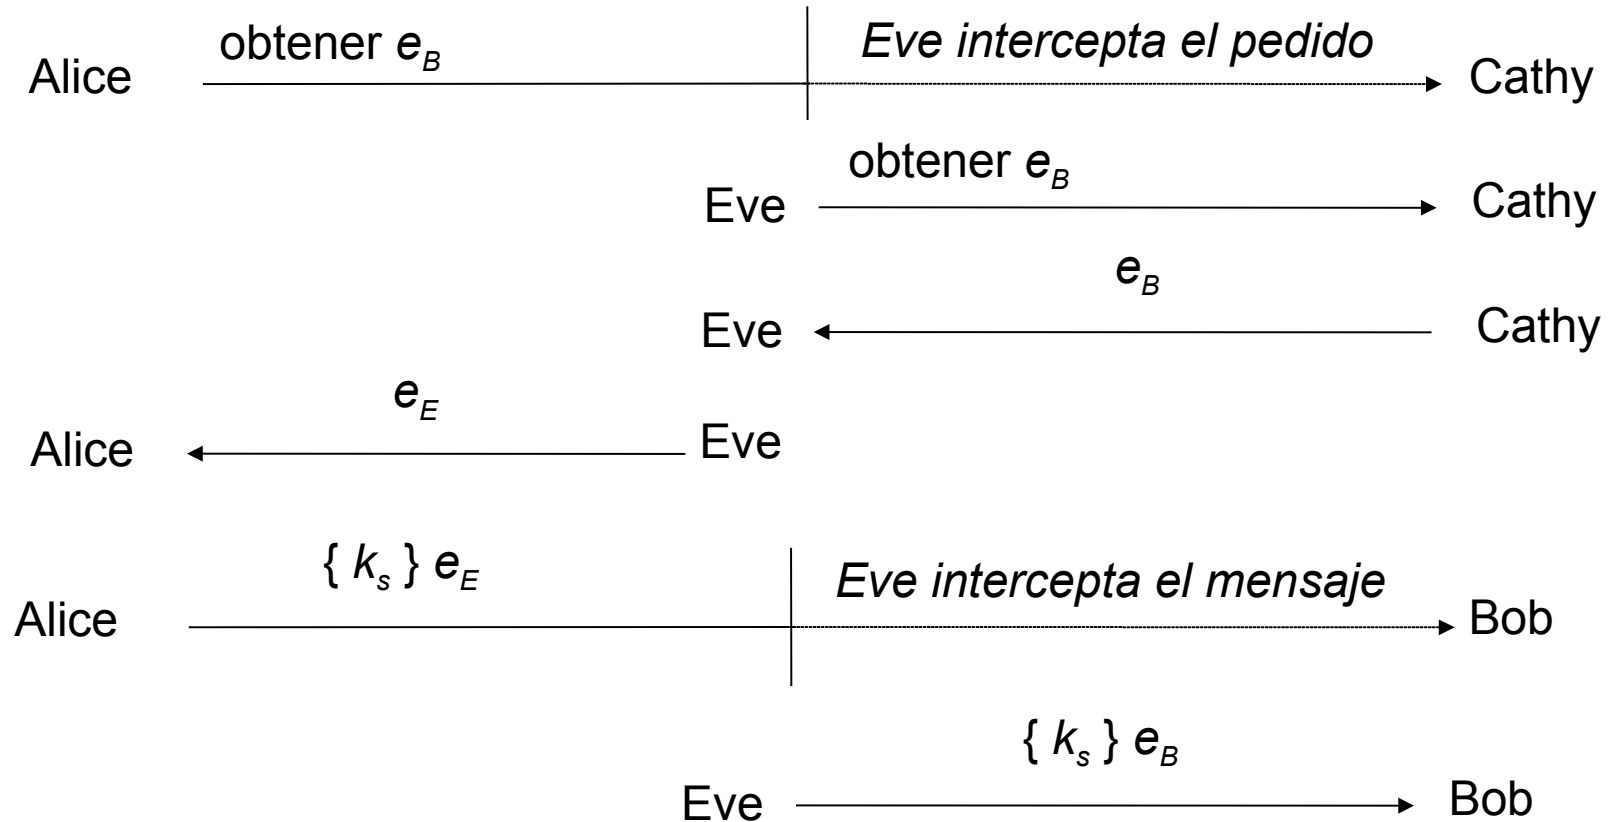 Alice obtener e_B Eve intercepta el pedido Cathy
obtener e_B
Eve Cathy
e_B
Eve Cathy
e_E
Alice Eve
{ k_s } e_E Eve intercepta el mensaje
Alice Bob
{ k_s } e_B
Eve Bob